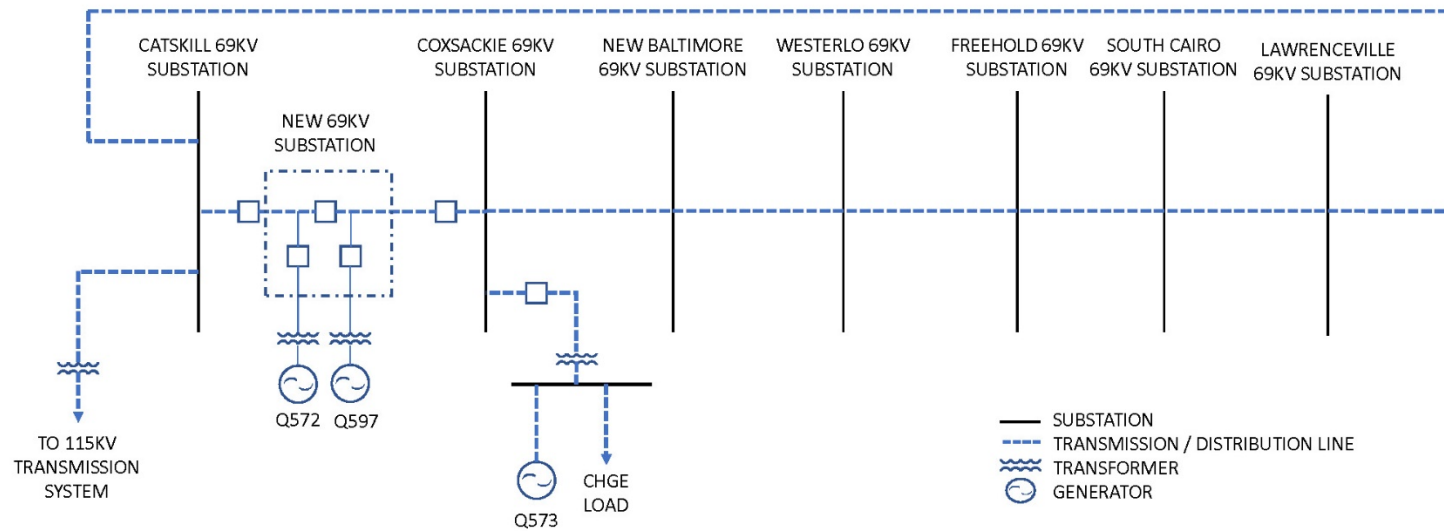 CATSKILL 69KV
SUBSTATION
COXSACKIE 69KV
SUBSTATION
NEW BALTIMORE
69KV SUBSTATION
WESTERLO 69KV
SUBSTATION
FREEHOLD 69KV
SUBSTATION
SOUTH CAIRO
69KV SUBSTATION
LAWRENCEVILLE
69KV SUBSTATION
NEW 69KV
SUBSTATION
Q572
Q597
TO 115KV
TRANSMISSION
SYSTEM
Q573
CHGE
LOAD
SUBSTATION
TRANSMISSION / DISTRIBUTION LINE
TRANSFORMER
GENERATOR